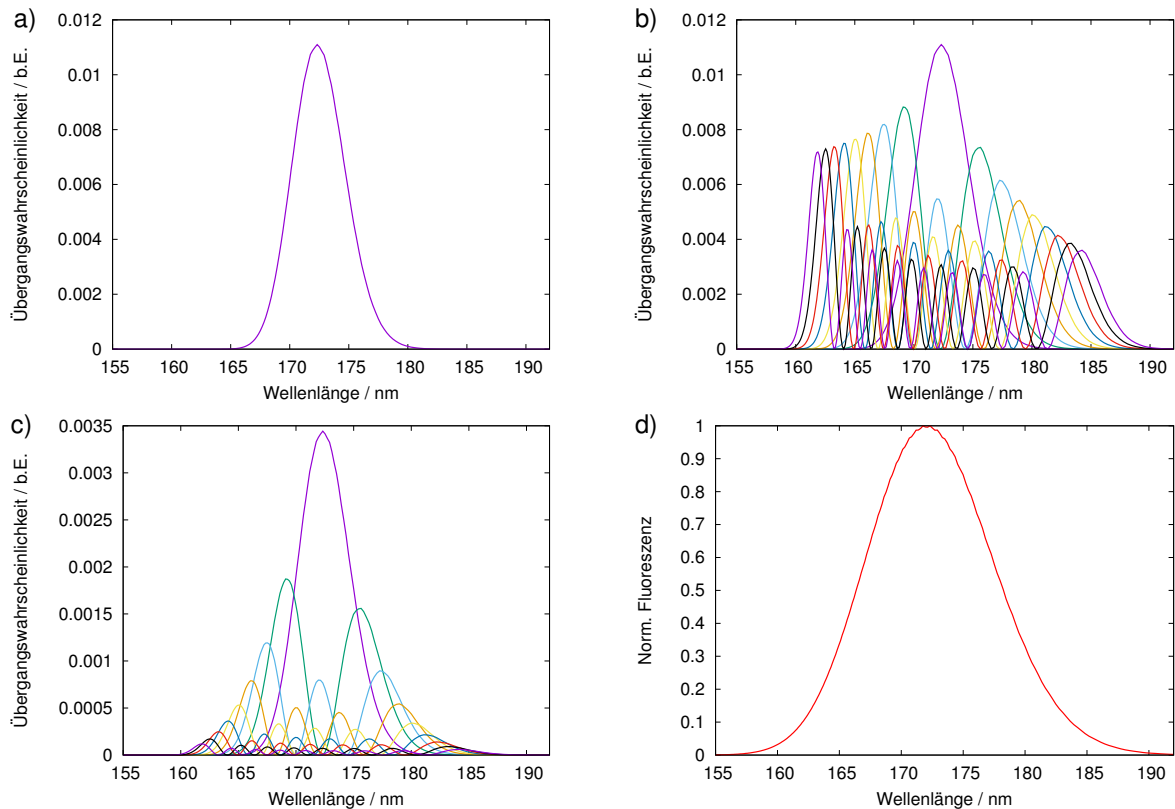 a)
Übergangswahrscheinlichkeit / b.E.
0.012
0.01
0.008
0.006
0.004
0.002
0
155 160 165 170 175 180 185 190
Wellenlänge / nm
b)
Übergangswahrscheinlichkeit / b.E.
0.012
0.01
0.008
0.006
0.004
0.002
0
155 160 165 170 175 180 185 190
Wellenlänge / nm
c)
Übergangswahrscheinlichkeit / b.E.
0.0035
0.003
0.0025
0.002
0.0015
0.001
0.0005
0
155 160 165 170 175 180 185 190
Wellenlänge / nm
d)
Norm. Fluoreszenz
1
0.9
0.8
0.7
0.6
0.5
0.4
0.3
0.2
0.1
0
155 160 165 170 175 180 185 190
Wellenlänge / nm